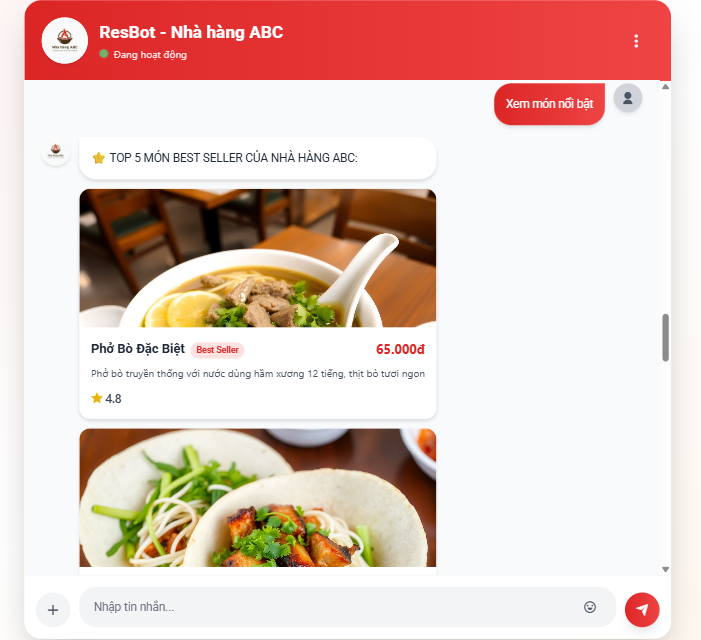 ResBot - Nhà hàng ABC
Đang hoạt động
Xem món nổi bật
⭐ TOP 5 MÓN BEST SELLER CỦA NHÀ HÀNG ABC:
Phở Bò Đặc Biệt Best Seller 65.000đ
Phở bò truyền thống với nước dùng hầm xương 12 tiếng, thịt bò tươi ngon
⭐ 4.8
Nhập tin nhắn...